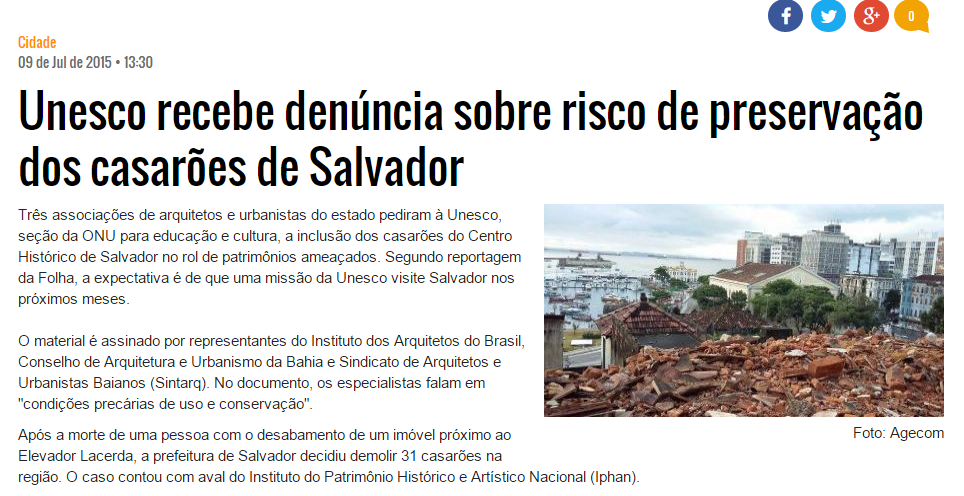 f
g+
0
Cidade
09 de Jul de 2015 • 13:30
Unesco recebe denúncia sobre risco de preservação
dos casarões de Salvador
Três associações de arquitetos e urbanistas do estado pediram à Unesco,
seção da ONU para educação e cultura, a inclusão dos casarões do Centro
Histórico de Salvador no rol de patrimônios ameaçados. Segundo reportagem
da Folha, a expectativa é de que uma missão da Unesco visite Salvador nos
próximos meses.
O material é assinado por representantes do Instituto dos Arquitetos do Brasil,
Conselho de Arquitetura e Urbanismo da Bahia e Sindicato de Arquitetos e
Urbanistas Baianos (Sintarq). No documento, os especialistas falam em
"condições precárias de uso e conservação".
Foto: Agecom
Após a morte de uma pessoa com o desabamento de um imóvel próximo ao
Elevador Lacerda, a prefeitura de Salvador decidiu demolir 31 casarões na
região. O caso contou com aval do Instituto do Patrimônio Histórico e Artístico Nacional (Iphan).